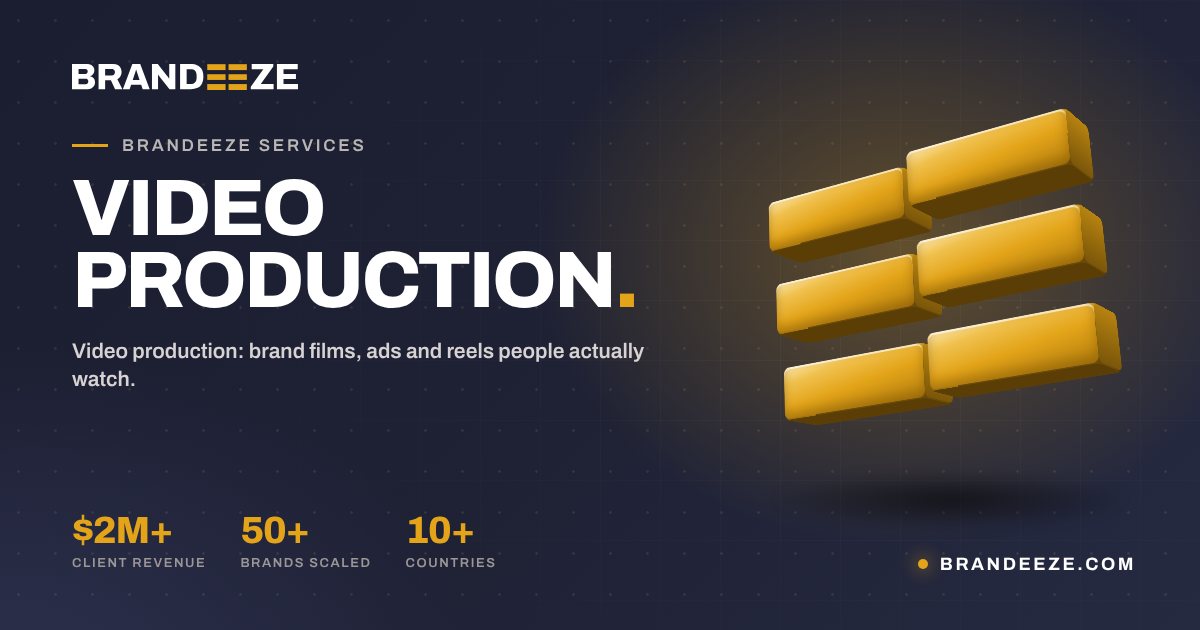 BRANDEEZE
BRANDEEZE SERVICES
VIDEO
PRODUCTION.
Video production: brand films, ads and reels people actually
watch.
$2M+ 50+ 10+
CLIENT REVENUE BRANDS SCALED COUNTRIES
BRANDEEZE.COM